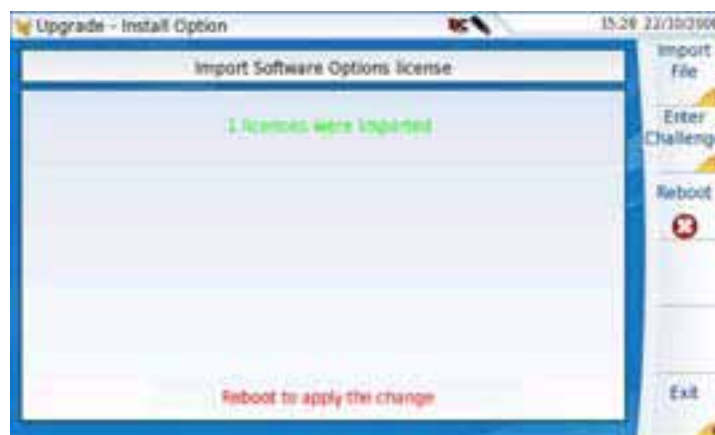 Upgrade - Install Option
15:28 22/10/200
Import Software Options license
1 licences were imported
Reboot to apply the change
Import
File
Enter
Challeng
Reboot
Exit